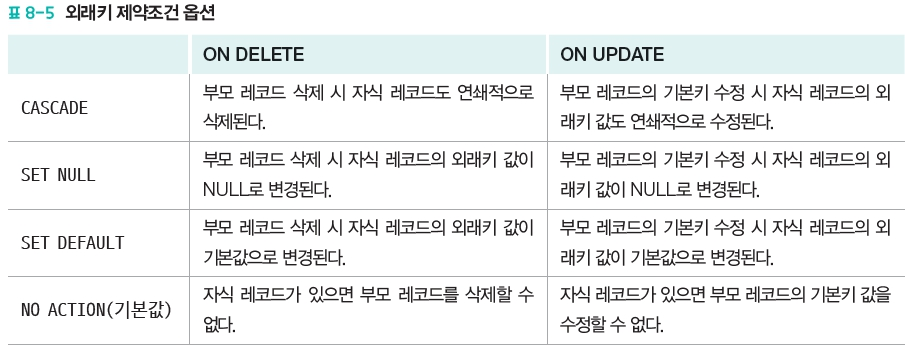 표 8-5 외래키 제약조건 옵션
ON DELETE ON UPDATE
CASCADE
부모 레코드 삭제 시 자식 레코드도 연쇄적으로
삭제된다.
부모 레코드의 기본키 수정 시 자식 레코드의 외
래키 값도 연쇄적으로 수정된다.
SET NULL
부모 레코드 삭제 시 자식 레코드의 외래키 값이
NULL로 변경된다.
부모 레코드의 기본키 수정 시 자식 레코드의 외
래키 값이 NULL로 변경된다.
SET DEFAULT
부모 레코드 삭제 시 자식 레코드의 외래키 값이
기본값으로 변경된다.
부모 레코드의 기본키 수정 시 자식 레코드의 외
래키 값이 기본값으로 변경된다.
NO ACTION(기본값)
자식 레코드가 있으면 부모 레코드를 삭제할 수
없다.
자식 레코드가 있으면 부모 레코드의 기본키 값을
수정할 수 없다.